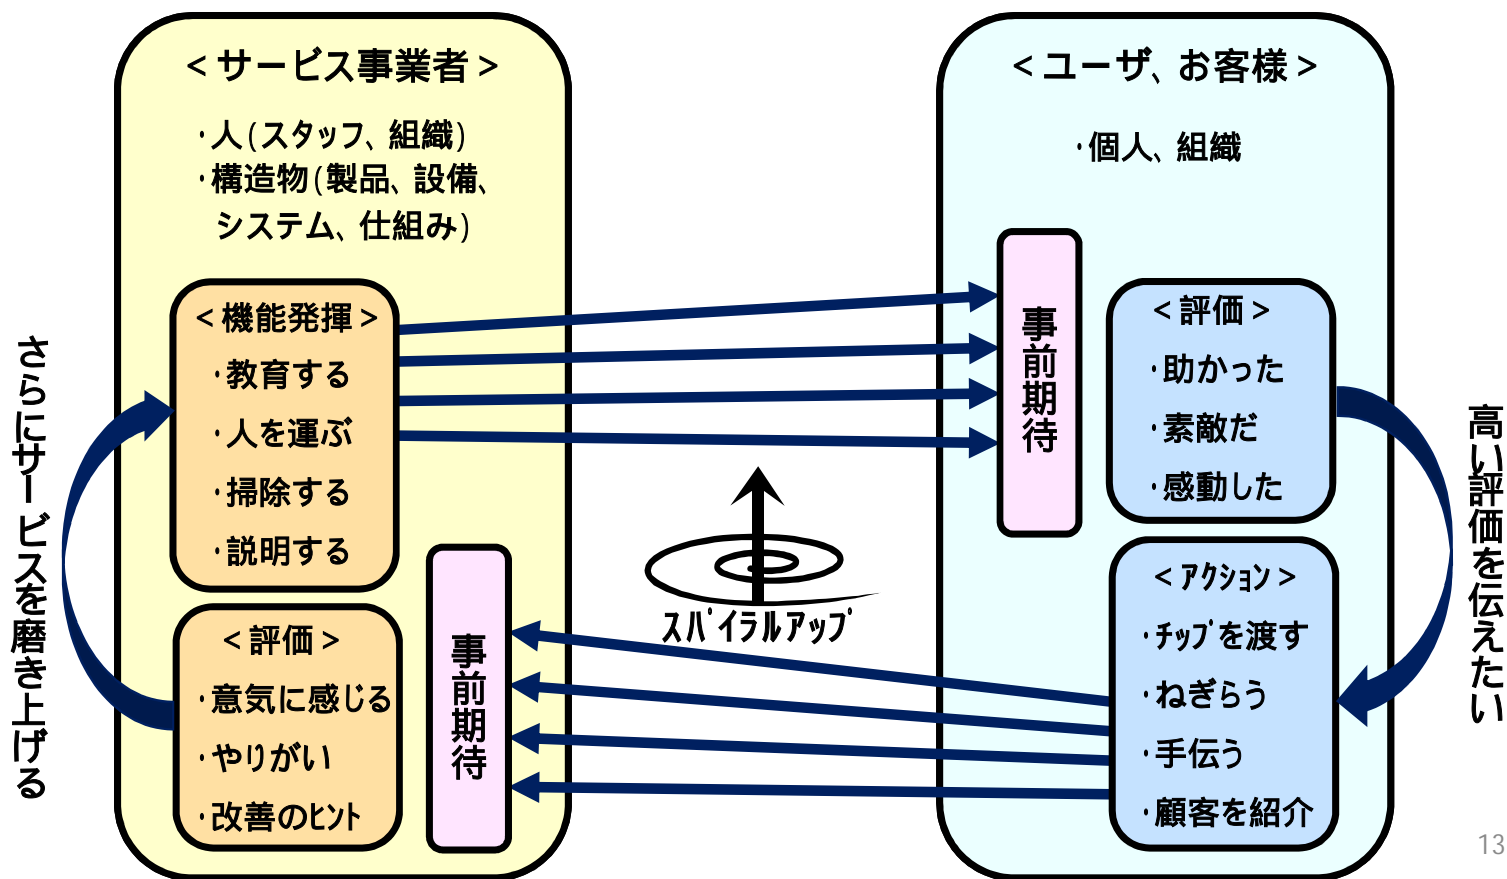 <サービス事業者>
・人(スタッフ、組織)
・構造物(製品、設備、
システム、仕組み)
<機能発揮>
・教育する
・人を運ぶ
・掃除する
・説明する
<評価>
・意気に感じる
・やりがい
・改善のヒント
事前期待
さらにサービスを磨き上げる
スパイラルアップ
<ユーザ、お客様>
・個人、組織
事前期待
<評価>
・助かった
・素敵だ
・感動した
<アクション>
・チップを渡す
・ねぎらう
・手伝う
・顧客を紹介
高い評価を伝えたい
13